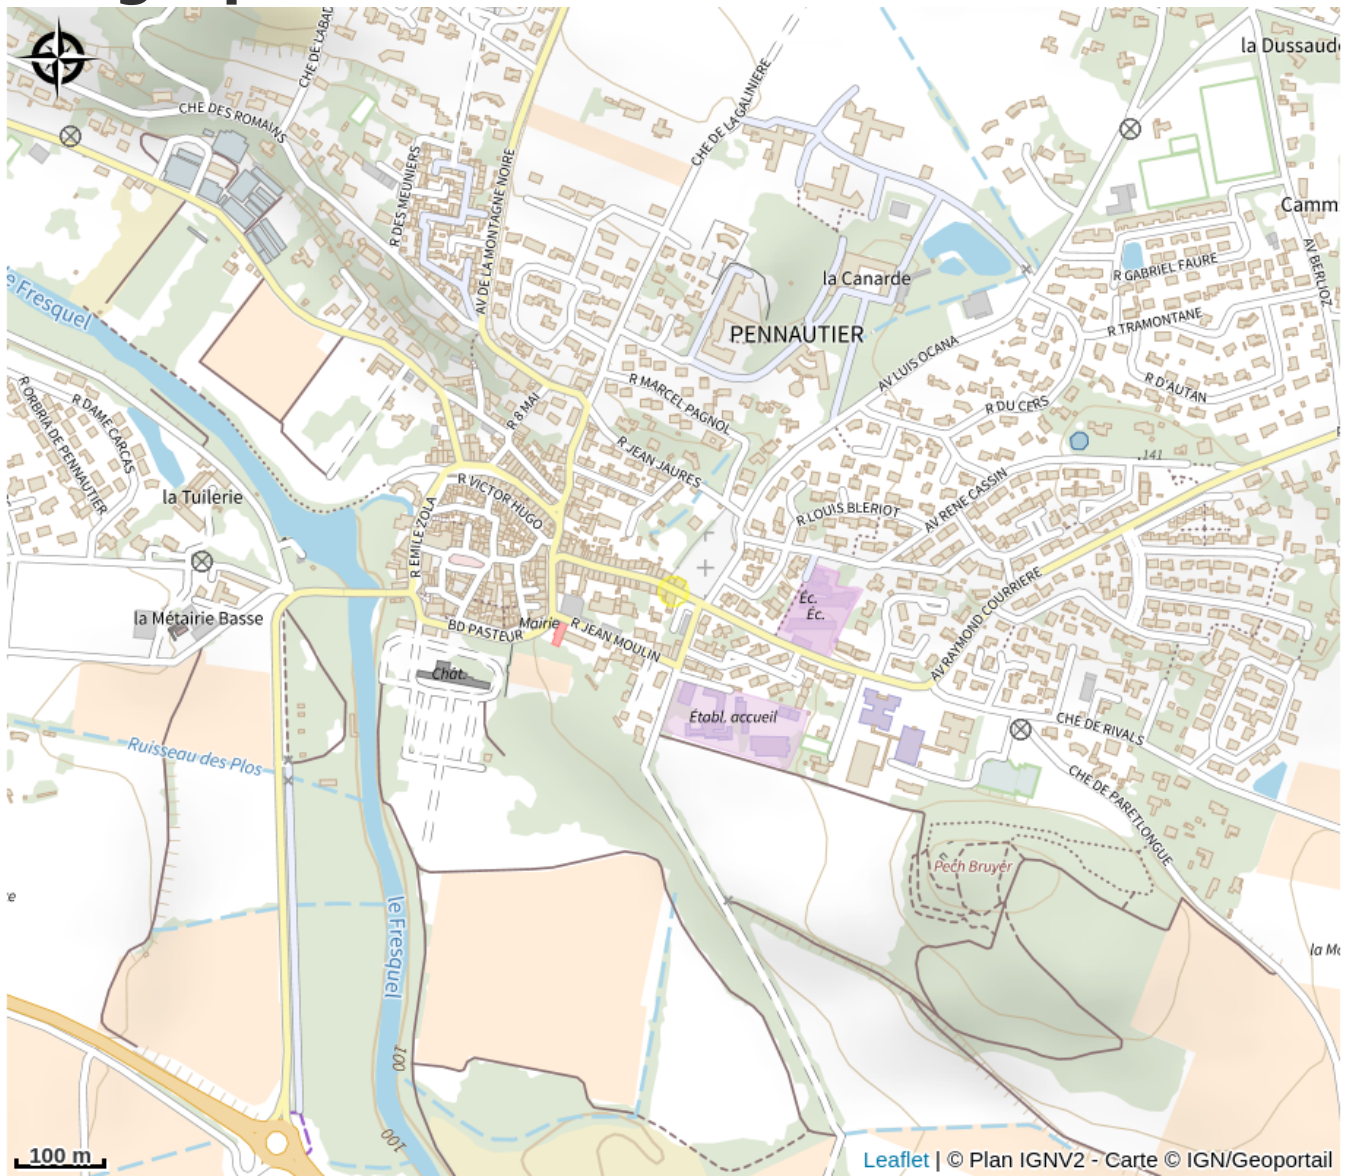 la Dussaude
CHE DE LABAD
CHE DES ROMAINS
CHE DE LA GALINIERE
R DES MEUNIERS
AV DE LA MONTAGNE NOIRE
Camm
AV BERLIOZ
R GABRIEL FAURE
la Canarde
le Fresquel
PENNAUTIER
R TRAMONTANE
AV LUIS OCANA
R MARCEL PAGNOL
R D'AUTAN
R DU CERS
R 8 MAI
R ORBRIA DE PENNAUTIER
R DAME CARCAS
R JEAN JAURES
141
la Tuilerie
R VICTOR HUGO
R EMILE ZOLA
R LOUIS BLERIOT
AV RENE CASSIN
Éc.
Éc.
la Métairie Basse
BD PASTEUR
Mairie
R JEAN MOULIN
AV RAYMOND COURRIERE
Chât.
Établ. accueil
CHE DE RIVALS
Ruisseau des Plos
CHE DE PARETLONGUE
Pech Bruyer
le Fresquel
la Mo
100
100
100 m
Leaflet | © Plan IGNV2 - Carte © IGN/Geoportail